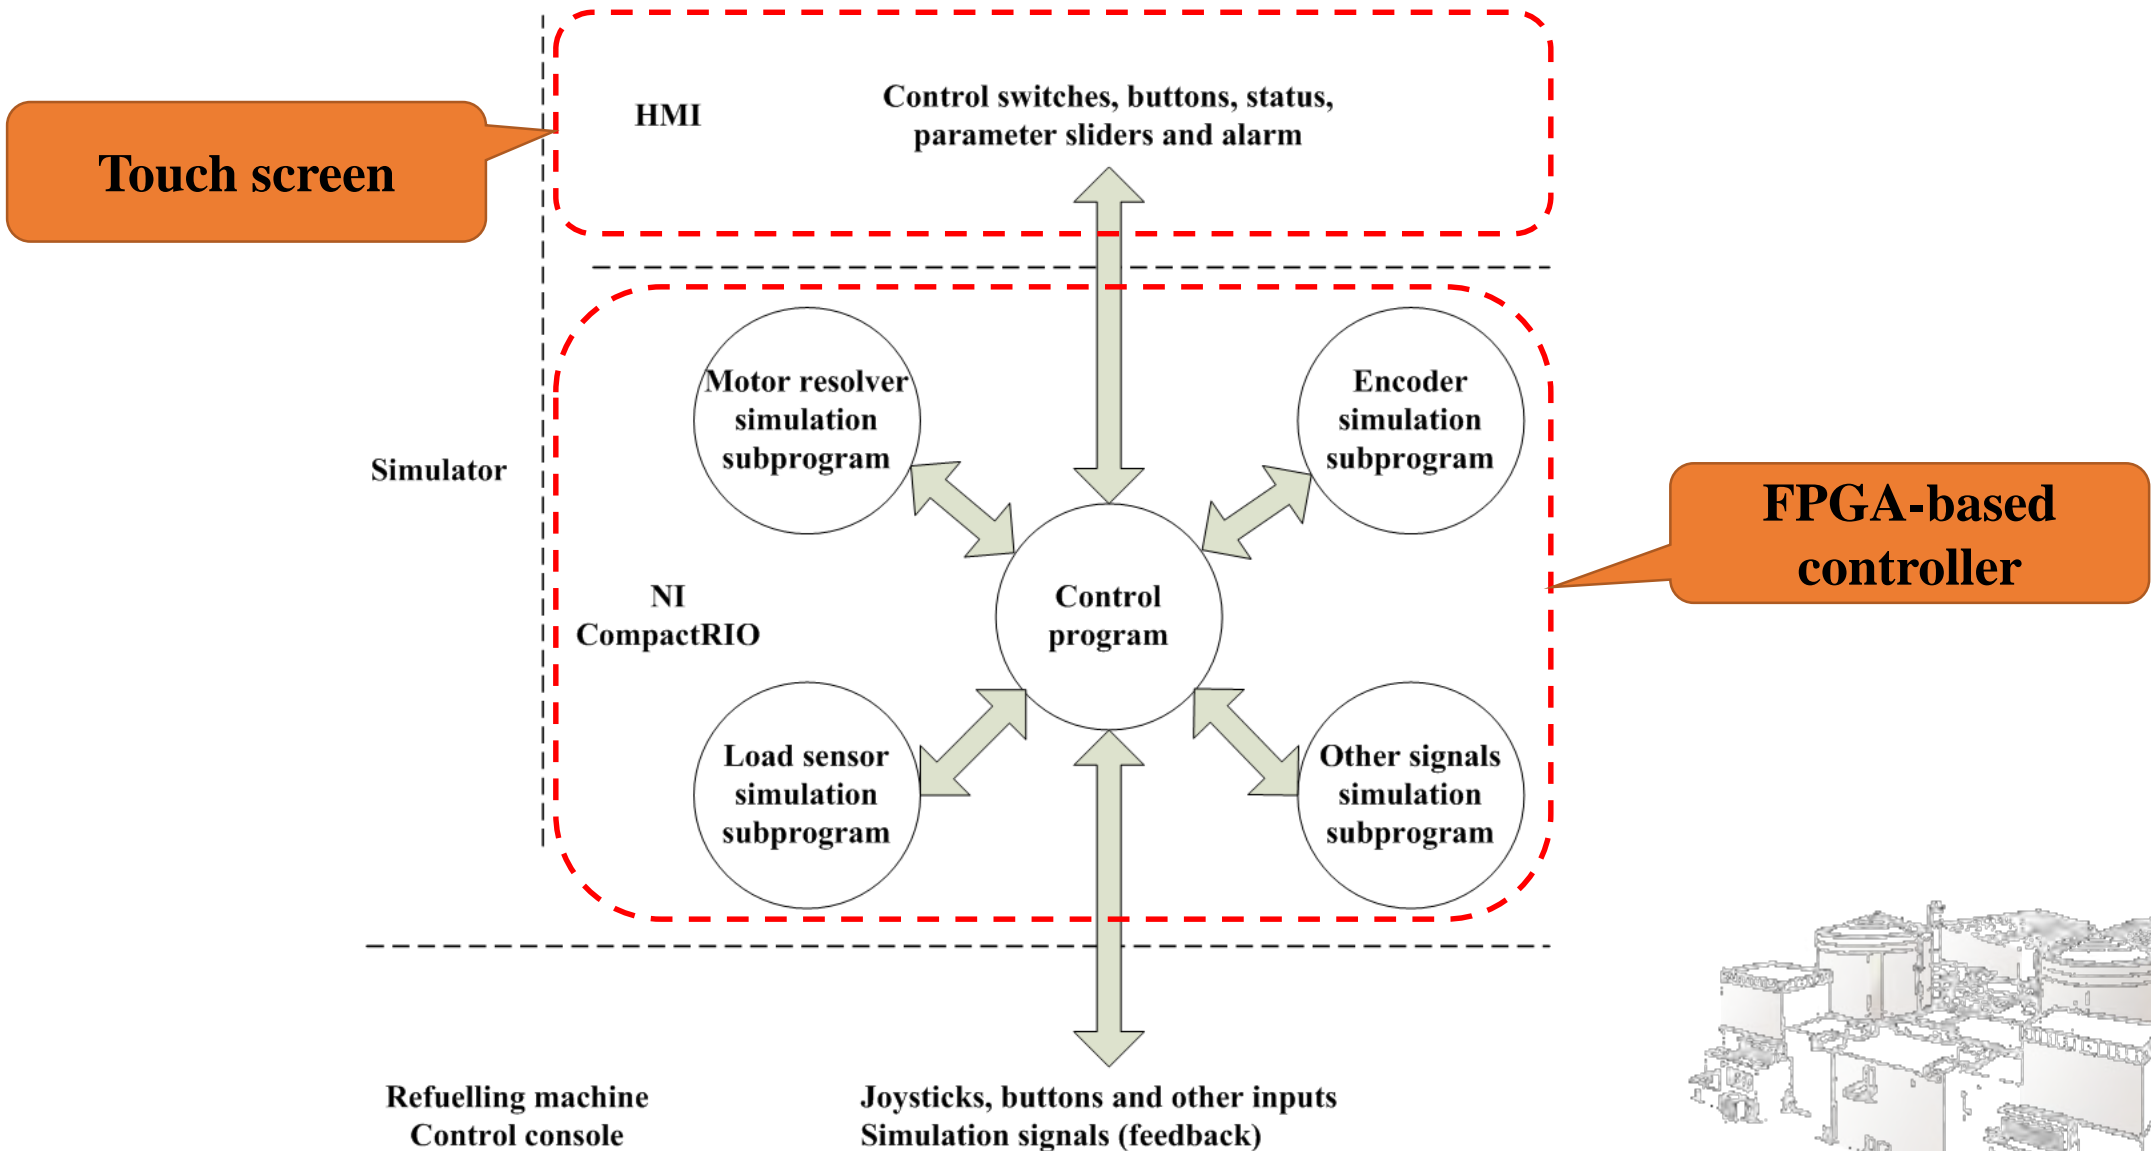 HMI
Control switches, buttons, status,
parameter sliders and alarm
Touch screen
Motor resolver
simulation
subprogram
Encoder
simulation
subprogram
Simulator
FPGA-based
controller
NI
CompactRIO
Control
program
Load sensor
simulation
subprogram
Other signals
simulation
subprogram
Refuelling machine
Control console
Joysticks, buttons and other inputs
Simulation signals (feedback)